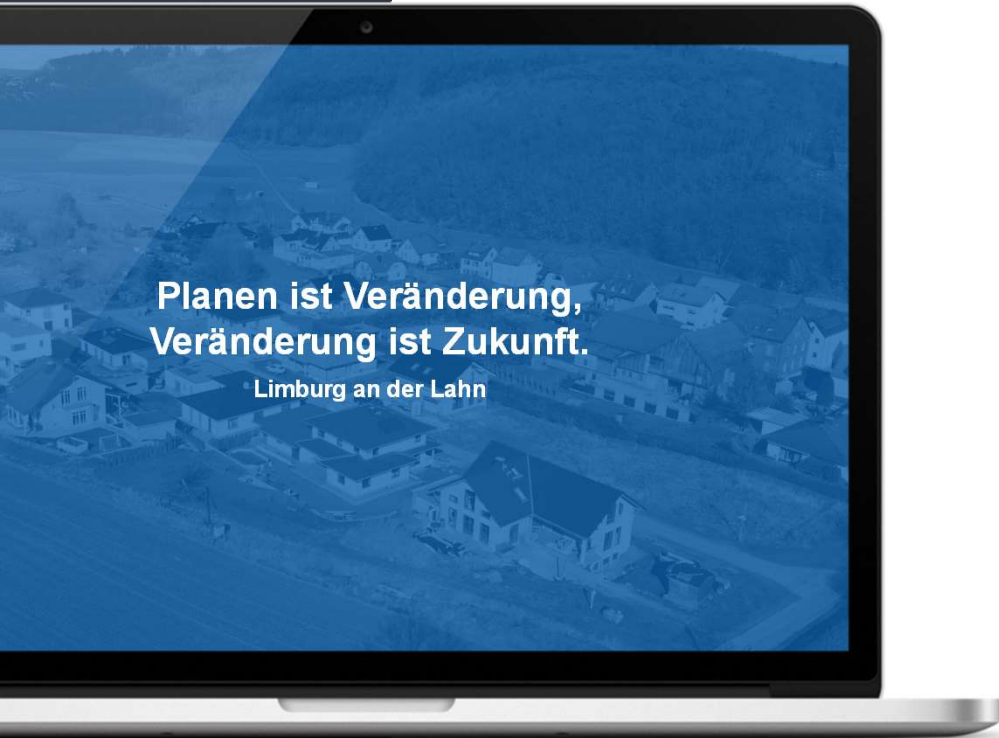 Planen ist Veränderung,
Veränderung ist Zukunft.
Limburg an der Lahn